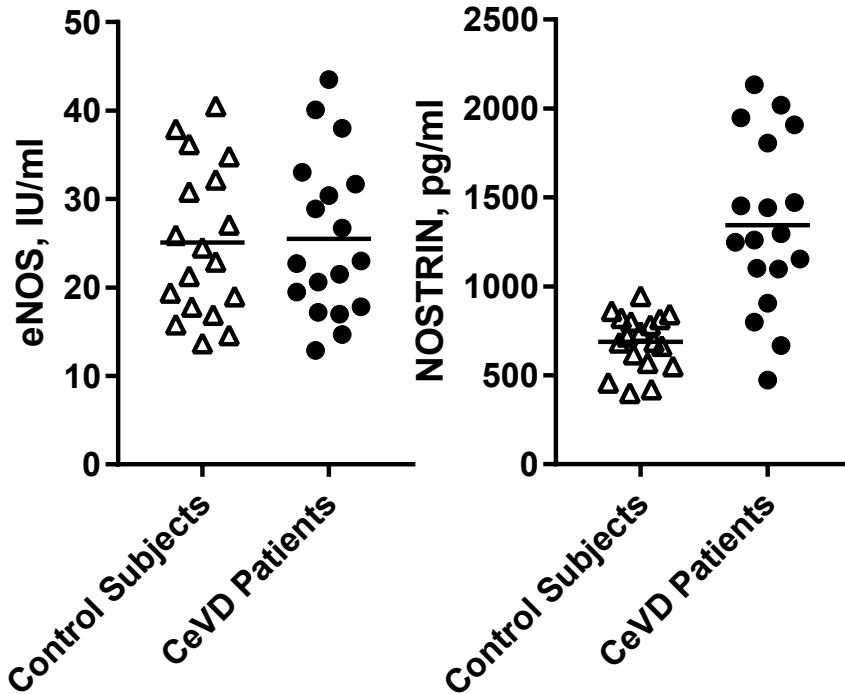 eNOS, IU/ml
50
40
30
20
10
0
Control Subjects
CeVD Patients
NOSTRIN, pg/ml
2500
2000
1500
1000
500
0
Control Subjects
CeVD Patients